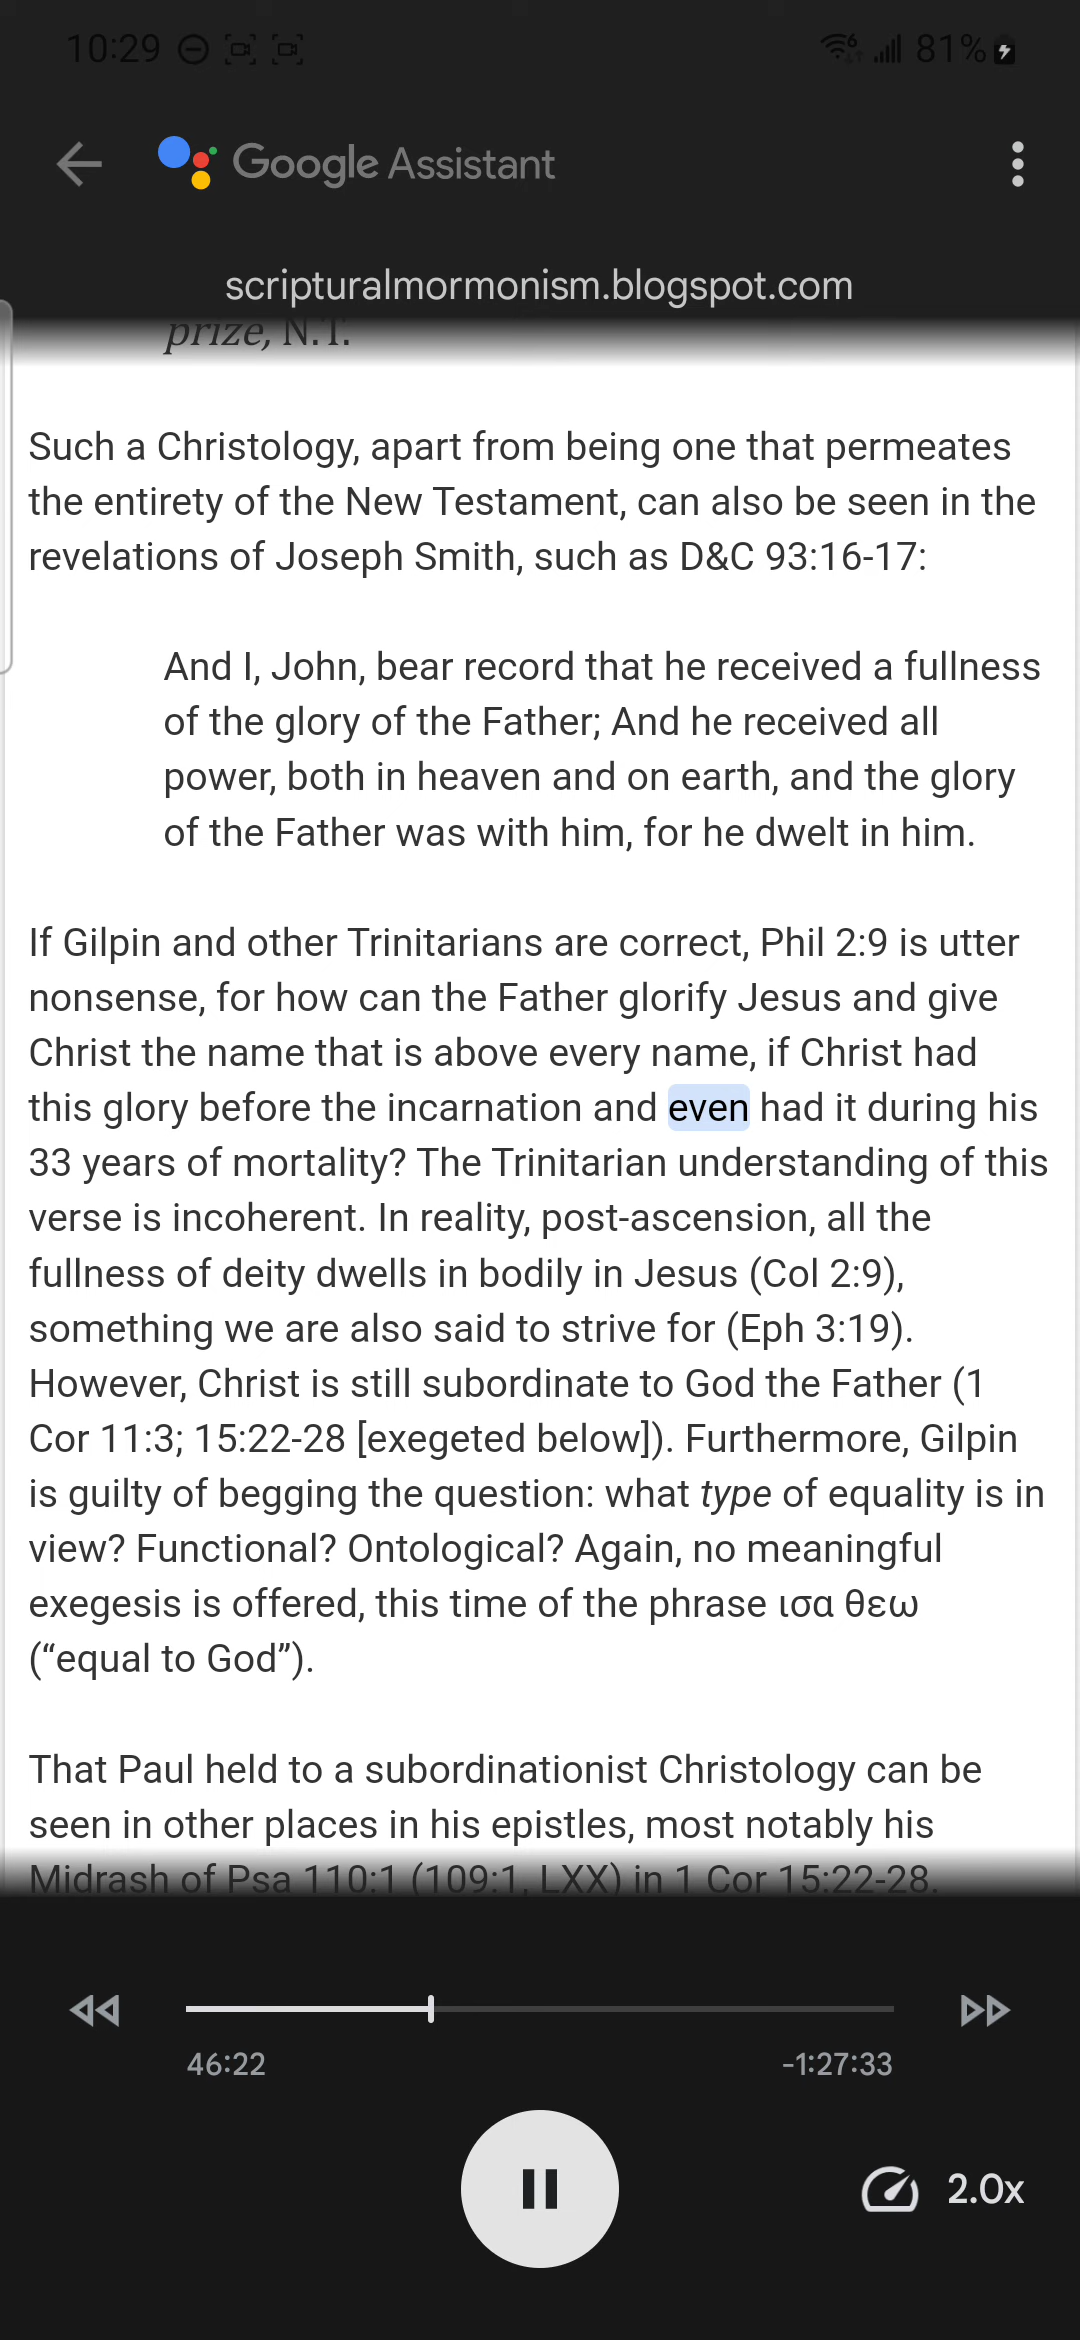 10:29
6
81%
Google Assistant
scripturalmormonism.blogspot.com
prize, N.T.
Such a Christology, apart from being one that permeates
the entirety of the New Testament, can also be seen in the
revelations of Joseph Smith, such as D&C 93:16-17:
And I, John, bear record that he received a fullness
of the glory of the Father; And he received all
power, both in heaven and on earth, and the glory
of the Father was with him, for he dwelt in him.
If Gilpin and other Trinitarians are correct, Phil 2:9 is utter
nonsense, for how can the Father glorify Jesus and give
Christ the name that is above every name, if Christ had
this glory before the incarnation and even had it during his
33 years of mortality? The Trinitarian understanding of this
verse is incoherent. In reality, post-ascension, all the
fullness of deity dwells in bodily in Jesus (Col 2:9),
something we are also said to strive for (Eph 3:19).
However, Christ is still subordinate to God the Father (1
Cor 11:3; 15:22-28 [exegeted below]). Furthermore, Gilpin
is guilty of begging the question: what type of equality is in
view? Functional? Ontological? Again, no meaningful
exegesis is offered, this time of the phrase ισα θεω
(“equal to God”).
That Paul held to a subordinationist Christology can be
seen in other places in his epistles, most notably his
Midrash of Psa 110:1 (109:1, LXX) in 1 Cor 15:22-28.
46:22
-1:27:33
2.0x